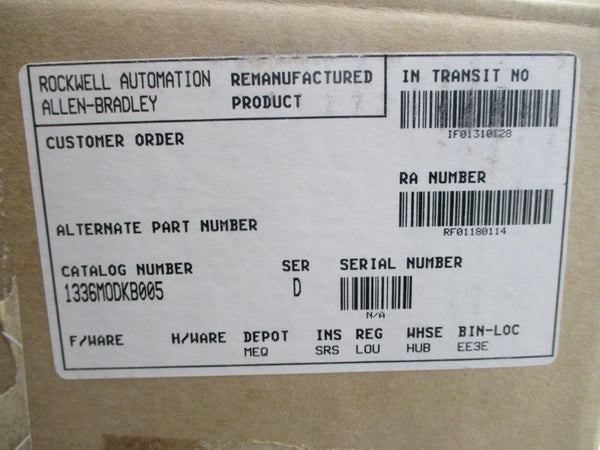 ROCKWELL AUTOMATION REMANUFACTURED
ALLEN-BRADLEY PRODUCT
IN TRANSIT NO
IF01310128
CUSTOMER ORDER
RA NUMBER
RF01180114
ALTERNATE PART NUMBER
CATALOG NUMBER SER SERIAL NUMBER
1336MODKB005 D
N/A
F/WARE H/WARE DEPOT INS REG WHSE BIN-LOC
MEQ SRS LOU HUB EE3E